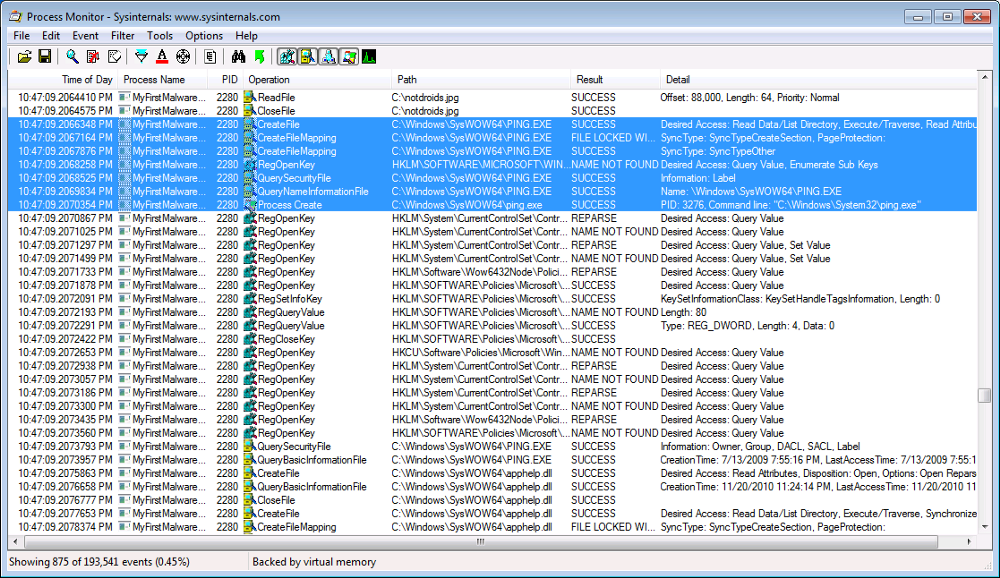 Process Monitor - Sysinternals: www.sysinternals.com
File Edit Event Filter Tools Options Help
Time of Day Process Name PID Operation Path Result Detail
10:47:09.2064410 PM MyFirstMalware... 2280 ReadFile C:\notdroids.jpg SUCCESS Offset: 88,000, Length: 64, Priority: Normal
10:47:09.2064575 PM MyFirstMalware... 2280 CloseFile C:\notdroids.jpg SUCCESS
10:47:09.2066348 PM MyFirstMalware... 2280 CreateFile C:\Windows\SysWOW64\PING.EXE SUCCESS Desired Access: Read Data/List Directory, Execute/Traverse, Read Attribu
10:47:09.2067164 PM MyFirstMalware... 2280 CreateFileMapping C:\Windows\SysWOW64\PING.EXE FILE LOCKED WI... SyncType: SyncTypeCreateSection, PageProtection:
10:47:09.2067876 PM MyFirstMalware... 2280 CreateFileMapping C:\Windows\SysWOW64\PING.EXE SUCCESS SyncType: SyncTypeOther
10:47:09.2068258 PM MyFirstMalware... 2280 RegOpenKey HKLM\SOFTWARE\MICROSOFT\WIN... NAME NOT FOUND Desired Access: Query Value, Enumerate Sub Keys
10:47:09.2068525 PM MyFirstMalware... 2280 QuerySecurityFile C:\Windows\SysWOW64\PING.EXE SUCCESS Information: Label
10:47:09.2069834 PM MyFirstMalware... 2280 QueryNameInformationFile C:\Windows\SysWOW64\PING.EXE SUCCESS Name: \Windows\SysWOW64\PING.EXE
10:47:09.2070354 PM MyFirstMalware... 2280 Process Create C:\Windows\SysWOW64\ping.exe SUCCESS PID: 3276, Command line: "C:\Windows\System32\ping.exe"
10:47:09.2070867 PM MyFirstMalware... 2280 RegOpenKey HKLM\System\CurrentControlSet\Contr... REPARSE Desired Access: Query Value
10:47:09.2071025 PM MyFirstMalware... 2280 RegOpenKey HKLM\System\CurrentControlSet\Contr... NAME NOT FOUND Desired Access: Query Value
10:47:09.2071297 PM MyFirstMalware... 2280 RegOpenKey HKLM\System\CurrentControlSet\Contr... REPARSE Desired Access: Query Value, Set Value
10:47:09.2071499 PM MyFirstMalware... 2280 RegOpenKey HKLM\System\CurrentControlSet\Contr... NAME NOT FOUND Desired Access: Query Value, Set Value
10:47:09.2071733 PM MyFirstMalware... 2280 RegOpenKey HKLM\Software\Wow6432Node\Polici... REPARSE Desired Access: Query Value
10:47:09.2071878 PM MyFirstMalware... 2280 RegOpenKey HKLM\SOFTWARE\Policies\Microsoft\... SUCCESS Desired Access: Query Value
10:47:09.2072091 PM MyFirstMalware... 2280 RegSetInfoKey HKLM\SOFTWARE\Policies\Microsoft\... SUCCESS KeySetInformationClass: KeySetHandleTagsInformation, Length: 0
10:47:09.2072193 PM MyFirstMalware... 2280 RegQueryValue HKLM\SOFTWARE\Policies\Microsoft\... NAME NOT FOUND Length: 80
10:47:09.2072291 PM MyFirstMalware... 2280 RegQueryValue HKLM\SOFTWARE\Policies\Microsoft\... SUCCESS Type: REG_DWORD, Length: 4, Data: 0
10:47:09.2072422 PM MyFirstMalware... 2280 RegCloseKey HKLM\SOFTWARE\Policies\Microsoft\... SUCCESS
10:47:09.2072653 PM MyFirstMalware... 2280 RegOpenKey HKCU\Software\Policies\Microsoft\Win... NAME NOT FOUND Desired Access: Query Value
10:47:09.2072938 PM MyFirstMalware... 2280 RegOpenKey HKLM\System\CurrentControlSet\Contr... REPARSE Desired Access: Query Value
10:47:09.2073057 PM MyFirstMalware... 2280 RegOpenKey HKLM\System\CurrentControlSet\Contr... NAME NOT FOUND Desired Access: Query Value
10:47:09.2073186 PM MyFirstMalware... 2280 RegOpenKey HKLM\System\CurrentControlSet\Contr... REPARSE Desired Access: Query Value
10:47:09.2073300 PM MyFirstMalware... 2280 RegOpenKey HKLM\System\CurrentControlSet\Contr... NAME NOT FOUND Desired Access: Query Value
10:47:09.2073435 PM MyFirstMalware... 2280 RegOpenKey HKLM\Software\Wow6432Node\Polici... REPARSE Desired Access: Query Value
10:47:09.2073560 PM MyFirstMalware... 2280 RegOpenKey HKLM\SOFTWARE\Policies\Microsoft\... NAME NOT FOUND Desired Access: Query Value
10:47:09.2073793 PM MyFirstMalware... 2280 QuerySecurityFile C:\Windows\SysWOW64\PING.EXE SUCCESS Information: Owner, Group, DACL, SACL, Label
10:47:09.2073957 PM MyFirstMalware... 2280 QueryBasicInformationFile C:\Windows\SysWOW64\PING.EXE SUCCESS CreationTime: 7/13/2009 7:55:16 PM, LastAccessTime: 7/13/2009 7:55:1
10:47:09.2075863 PM MyFirstMalware... 2280 CreateFile C:\Windows\SysWOW64\apphelp.dll SUCCESS Desired Access: Read Attributes, Disposition: Open, Options: Open Repars
10:47:09.2076658 PM MyFirstMalware... 2280 QueryBasicInformationFile C:\Windows\SysWOW64\apphelp.dll SUCCESS CreationTime: 11/20/2010 11:24:14 PM, LastAccessTime: 11/20/2010 11
10:47:09.2076777 PM MyFirstMalware... 2280 CloseFile C:\Windows\SysWOW64\apphelp.dll SUCCESS
10:47:09.2077653 PM MyFirstMalware... 2280 CreateFile C:\Windows\SysWOW64\apphelp.dll SUCCESS Desired Access: Read Data/List Directory, Execute/Traverse, Synchronize
10:47:09.2078374 PM MyFirstMalware... 2280 CreateFileMapping C:\Windows\SysWOW64\apphelp.dll FILE LOCKED WI... SyncType: SyncTypeCreateSection, PageProtection:
Showing 875 of 193,541 events (0.45%) Backed by virtual memory